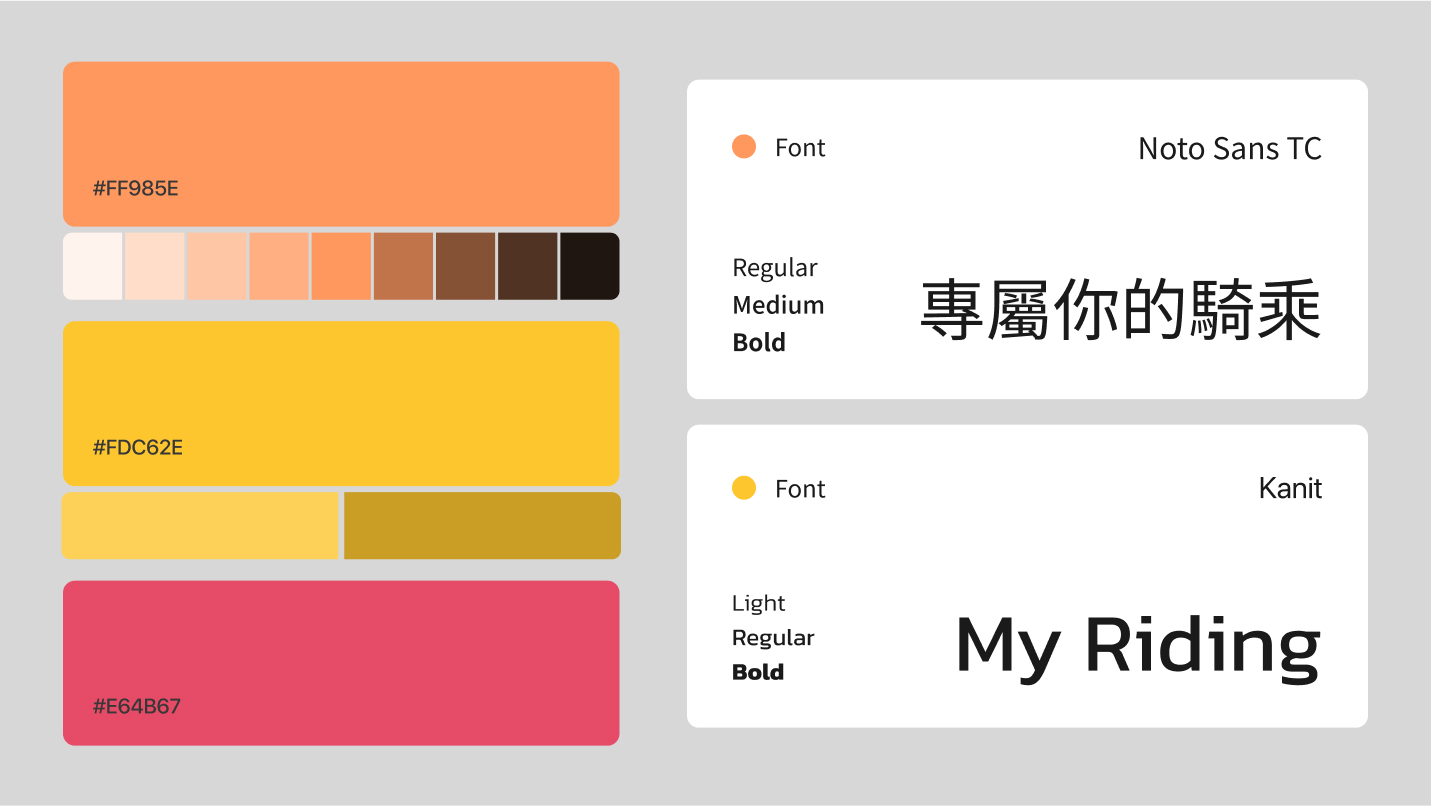 #FF985E
#FDC62E
#E64B67
Font
Noto Sans TC
Regular
Medium
Bold
專屬你的騎乘
Font
Kanit
Light
Regular
Bold
My Riding